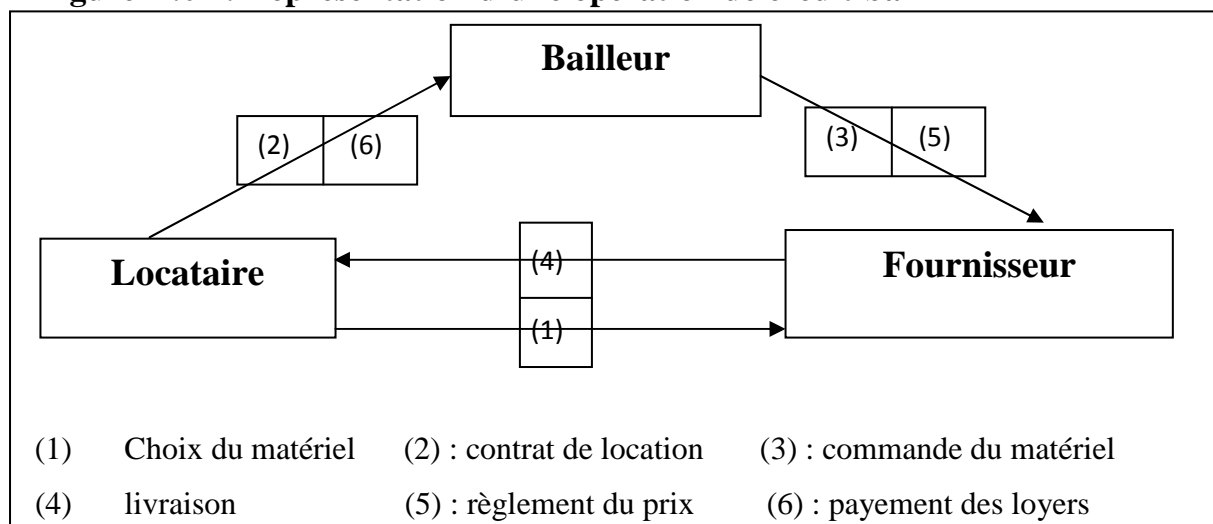 Bailleur
(2) (6) (3) (5)
Locataire (4) Fournisseur
(1)
(1) Choix du matériel (2) : contrat de location (3) : commande du matériel
(4) livraison (5) : règlement du prix (6) : payement des loyers